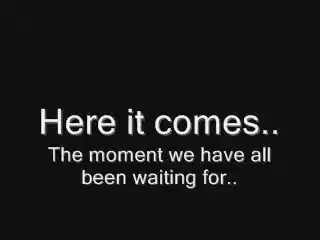 Here it comes..
The moment we have all
been waiting for..